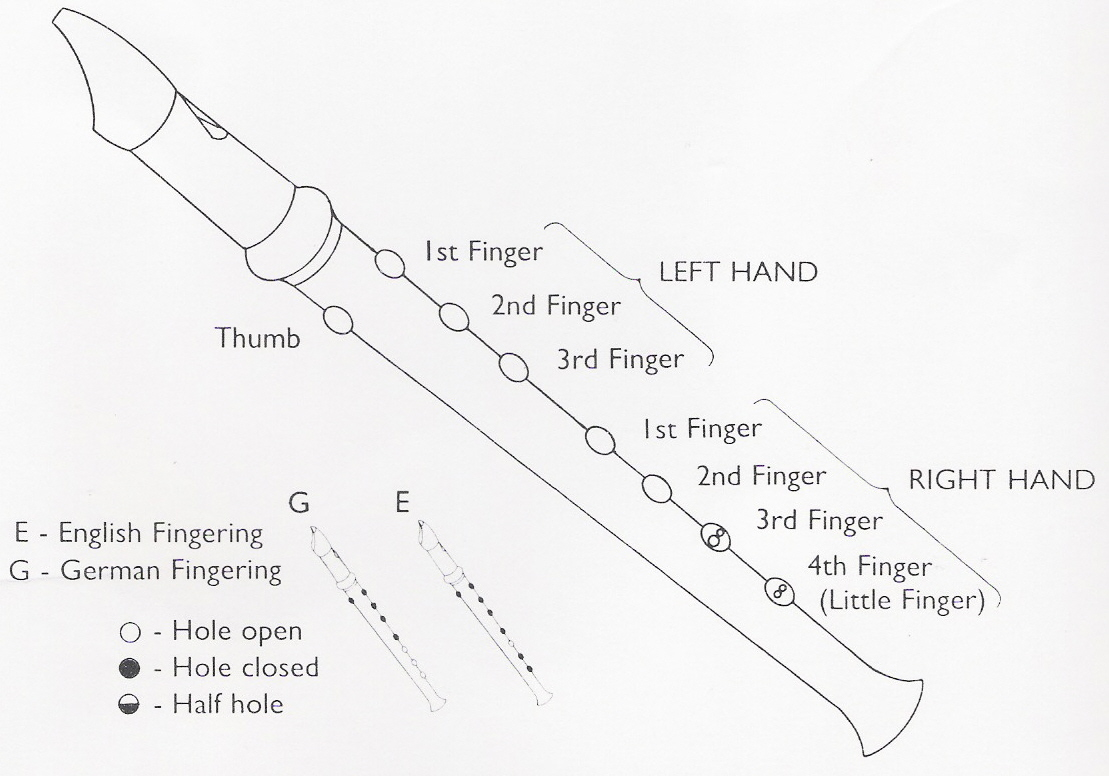 1st Finger
2nd Finger
3rd Finger
LEFT HAND
Thumb
1st Finger
2nd Finger
3rd Finger
4th Finger
(Little Finger)
RIGHT HAND
G
E
E - English Fingering
G - German Fingering
- Hole open
- Hole closed
- Half hole